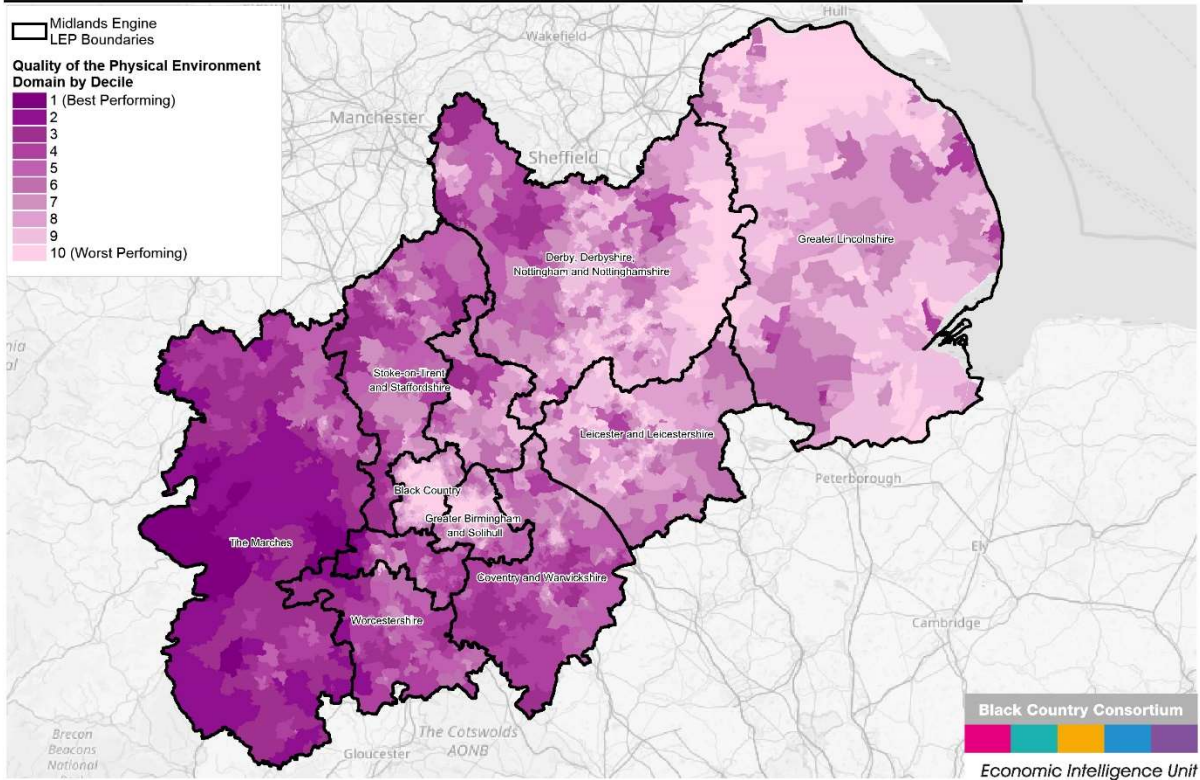 Midlands Engine
LEP Boundaries
Quality of the Physical Environment
Domain by Decile
1 (Best Performing)
2
3
4
5
6
7
8
9
10 (Worst Perfoming)
Hull
Wakefield
Manchester
Sheffield
Greater Lincolnshire
Derby, Derbyshire,
Nottingham and Nottinghamshire
Stoke-on-Trent
and Staffordshire
Leicester and Leicestershire
Peterborough
Black Country
Greater Birmingham
and Solihull
The Marches
Ely
Coventry and Warwickshire
Worcestershire
Cambridge
The Cotswolds
AONB
Gloucester
Brecon
Beacons
National
Black Country Consortium
Economic Intelligence Unit